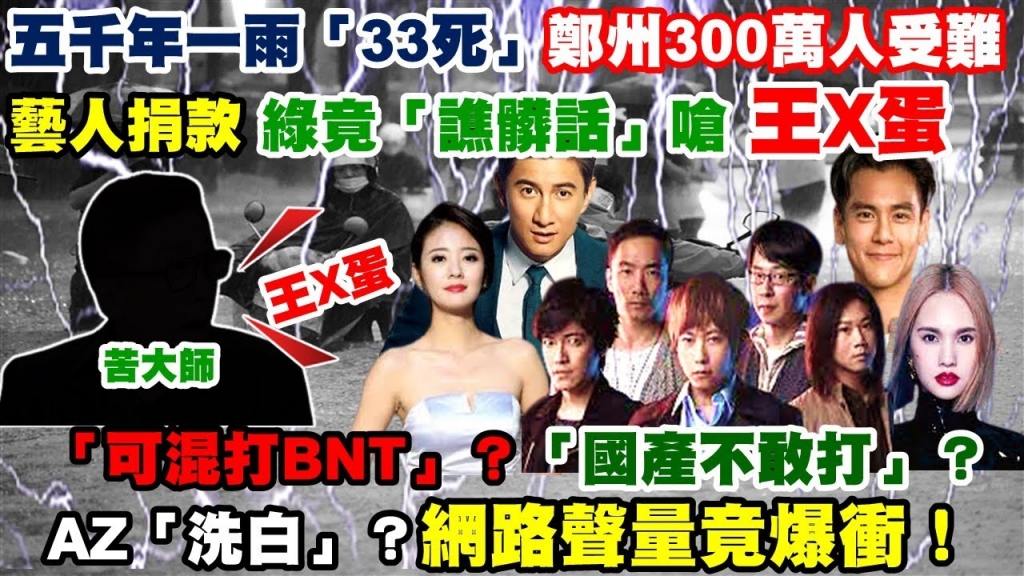 五千年一雨「33死」鄭州300萬人受難
藝人捐款 綠竟「譙髒話」嗆 王X蛋
王X蛋
苦大師
「可混打BNT」?「國產不敢打」?
AZ「洗白」?網路聲量竟爆衝!